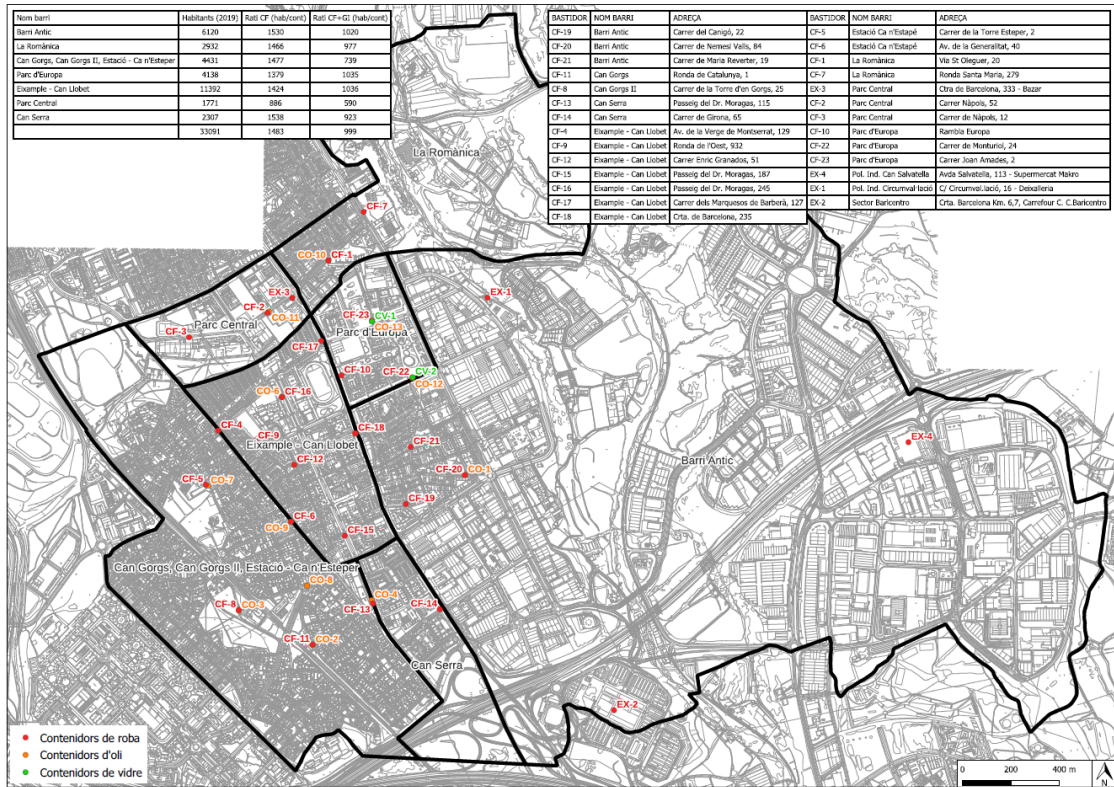 Nom barri Habitants (2019) Rati CF (hab/cont) Rati CF+GI (hab/cont)
Barri Antic 6120 1530 1020
La Romànica 2932 1466 977
Can Gorgs, Can Gorgs II, Estació - Ca n'Esteper 4431 1477 739
Parc d'Europa 4138 1379 1035
Eixample - Can Llobet 11392 1424 1036
Parc Central 1771 886 590
Can Serra 2307 1538 923
33091 1483 999
BASTIDOR NOM BARRI ADREÇA BASTIDOR NOM BARRI ADREÇA
CF-19 Barri Antic Carrer del Canigó, 22 CF-5 Estació Ca n'Estapé Carrer de la Torre Esteper, 2
CF-20 Barri Antic Carrer de Nemesi Valls, 84 CF-6 Estació Ca n'Estapé Av. de la Generalitat, 40
CF-21 Barri Antic Carrer de Maria Reverter, 19 CF-1 La Romànica Via St Oleguer, 20
CF-11 Can Gorgs Ronda de Catalunya, 1 CF-7 La Romànica Ronda Santa Maria, 279
CF-8 Can Gorgs II Carrer de la Torre d'en Gorgs, 25 EX-3 Parc Central Ctra de Barcelona, 333 - Bazar
CF-13 Can Serra Passeig del Dr. Moragas, 115 CF-2 Parc Central Carrer Nàpols, 52
CF-14 Can Serra Carrer de Girona, 65 CF-3 Parc Central Carrer de Nàpols, 12
CF-4 Eixample - Can Llobet Av. de la Verge de Montserrat, 129 CF-10 Parc d'Europa Rambla Europa
CF-9 Eixample - Can Llobet Ronda de l'Oest, 932 CF-22 Parc d'Europa Carrer de Monturiol, 24
CF-12 Eixample - Can Llobet Carrer Enric Granados, 51 CF-23 Parc d'Europa Carrer Joan Amades, 2
CF-15 Eixample - Can Llobet Passeig del Dr. Moragas, 187 EX-4 Pol. Ind. Can Salvatella Avda Salvatella, 113 - Supermercat Makro
CF-16 Eixample - Can Llobet Passeig del Dr. Moragas, 245 EX-1 Pol. Ind. Circumval·lació C/ Circumval.lació, 16 - Deixalleria
CF-17 Eixample - Can Llobet Carrer dels Marquesos de Barberà, 127 EX-2 Sector Baricentro Crta. Barcelona Km. 6,7, Carrefour C. C.Baricentro
CF-18 Eixample - Can Llobet Crta. de Barcelona, 235
La Romànica
CF-7
CO-10 CF-1
EX-3
EX-1
CF-2
CO-11
CF-23 CV-1
CO-13
Parc Central
Parc d'Europa
CF-3
CF-17
CF-10
CF-22 CV-2
CO-12
CO-6 CF-16
CF-4
CF-9
CF-18
Eixample - Can Llobet
CF-21
EX-4
Barri Antic
CF-12
CF-20 CO-1
CF-5 CO-7
CF-19
CF-6
CO-9
CF-15
Can Gorgs, Can Gorgs II, Estació - Ca n'Esteper
CO-8
CF-8 CO-3
CO-4
CF-13
CF-14
CF-11 CO-2
Can Serra
EX-2
Contenidors de roba
Contenidors d'oli
Contenidors de vidre
0 200 400 m
N